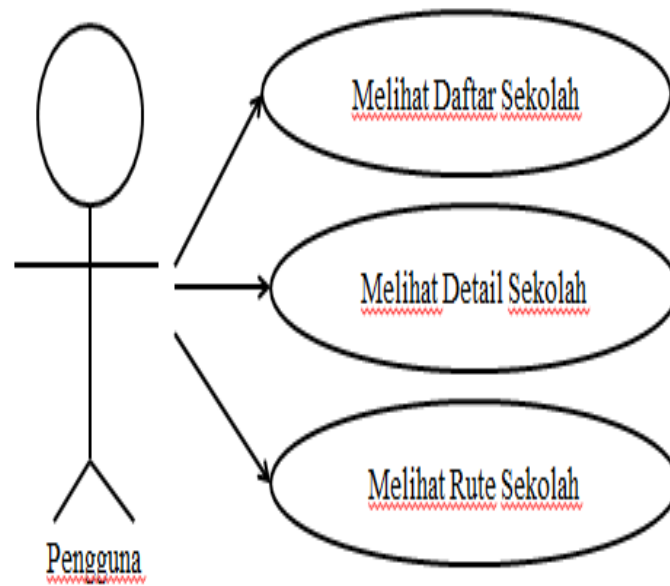 Melihat Daftar Sekolah
Melihat Detail Sekolah
Melihat Rute Sekolah
Pengguna